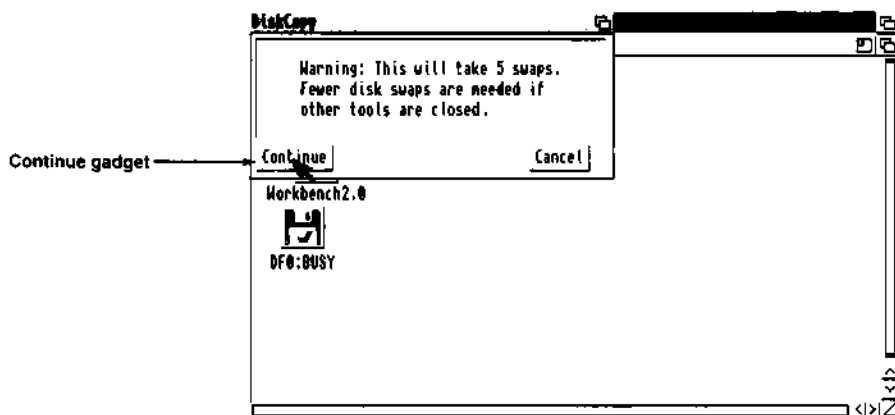 DiskCopy
Warning: This will take 5 swaps.
Fewer disk swaps are needed if
other tools are closed.
Continue gadget
Continue
Cancel
Workbench2.0
DF0:BUSY